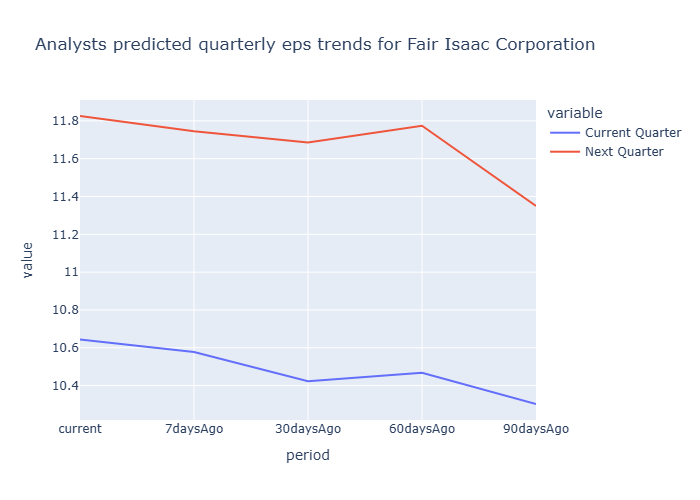 Analysts predicted quarterly eps trends for Fair Isaac Corporation
variable
Current Quarter
Next Quarter
value
11.8
11.6
11.4
11.2
11
10.8
10.6
10.4
current 7daysAgo 30daysAgo 60daysAgo 90daysAgo
period